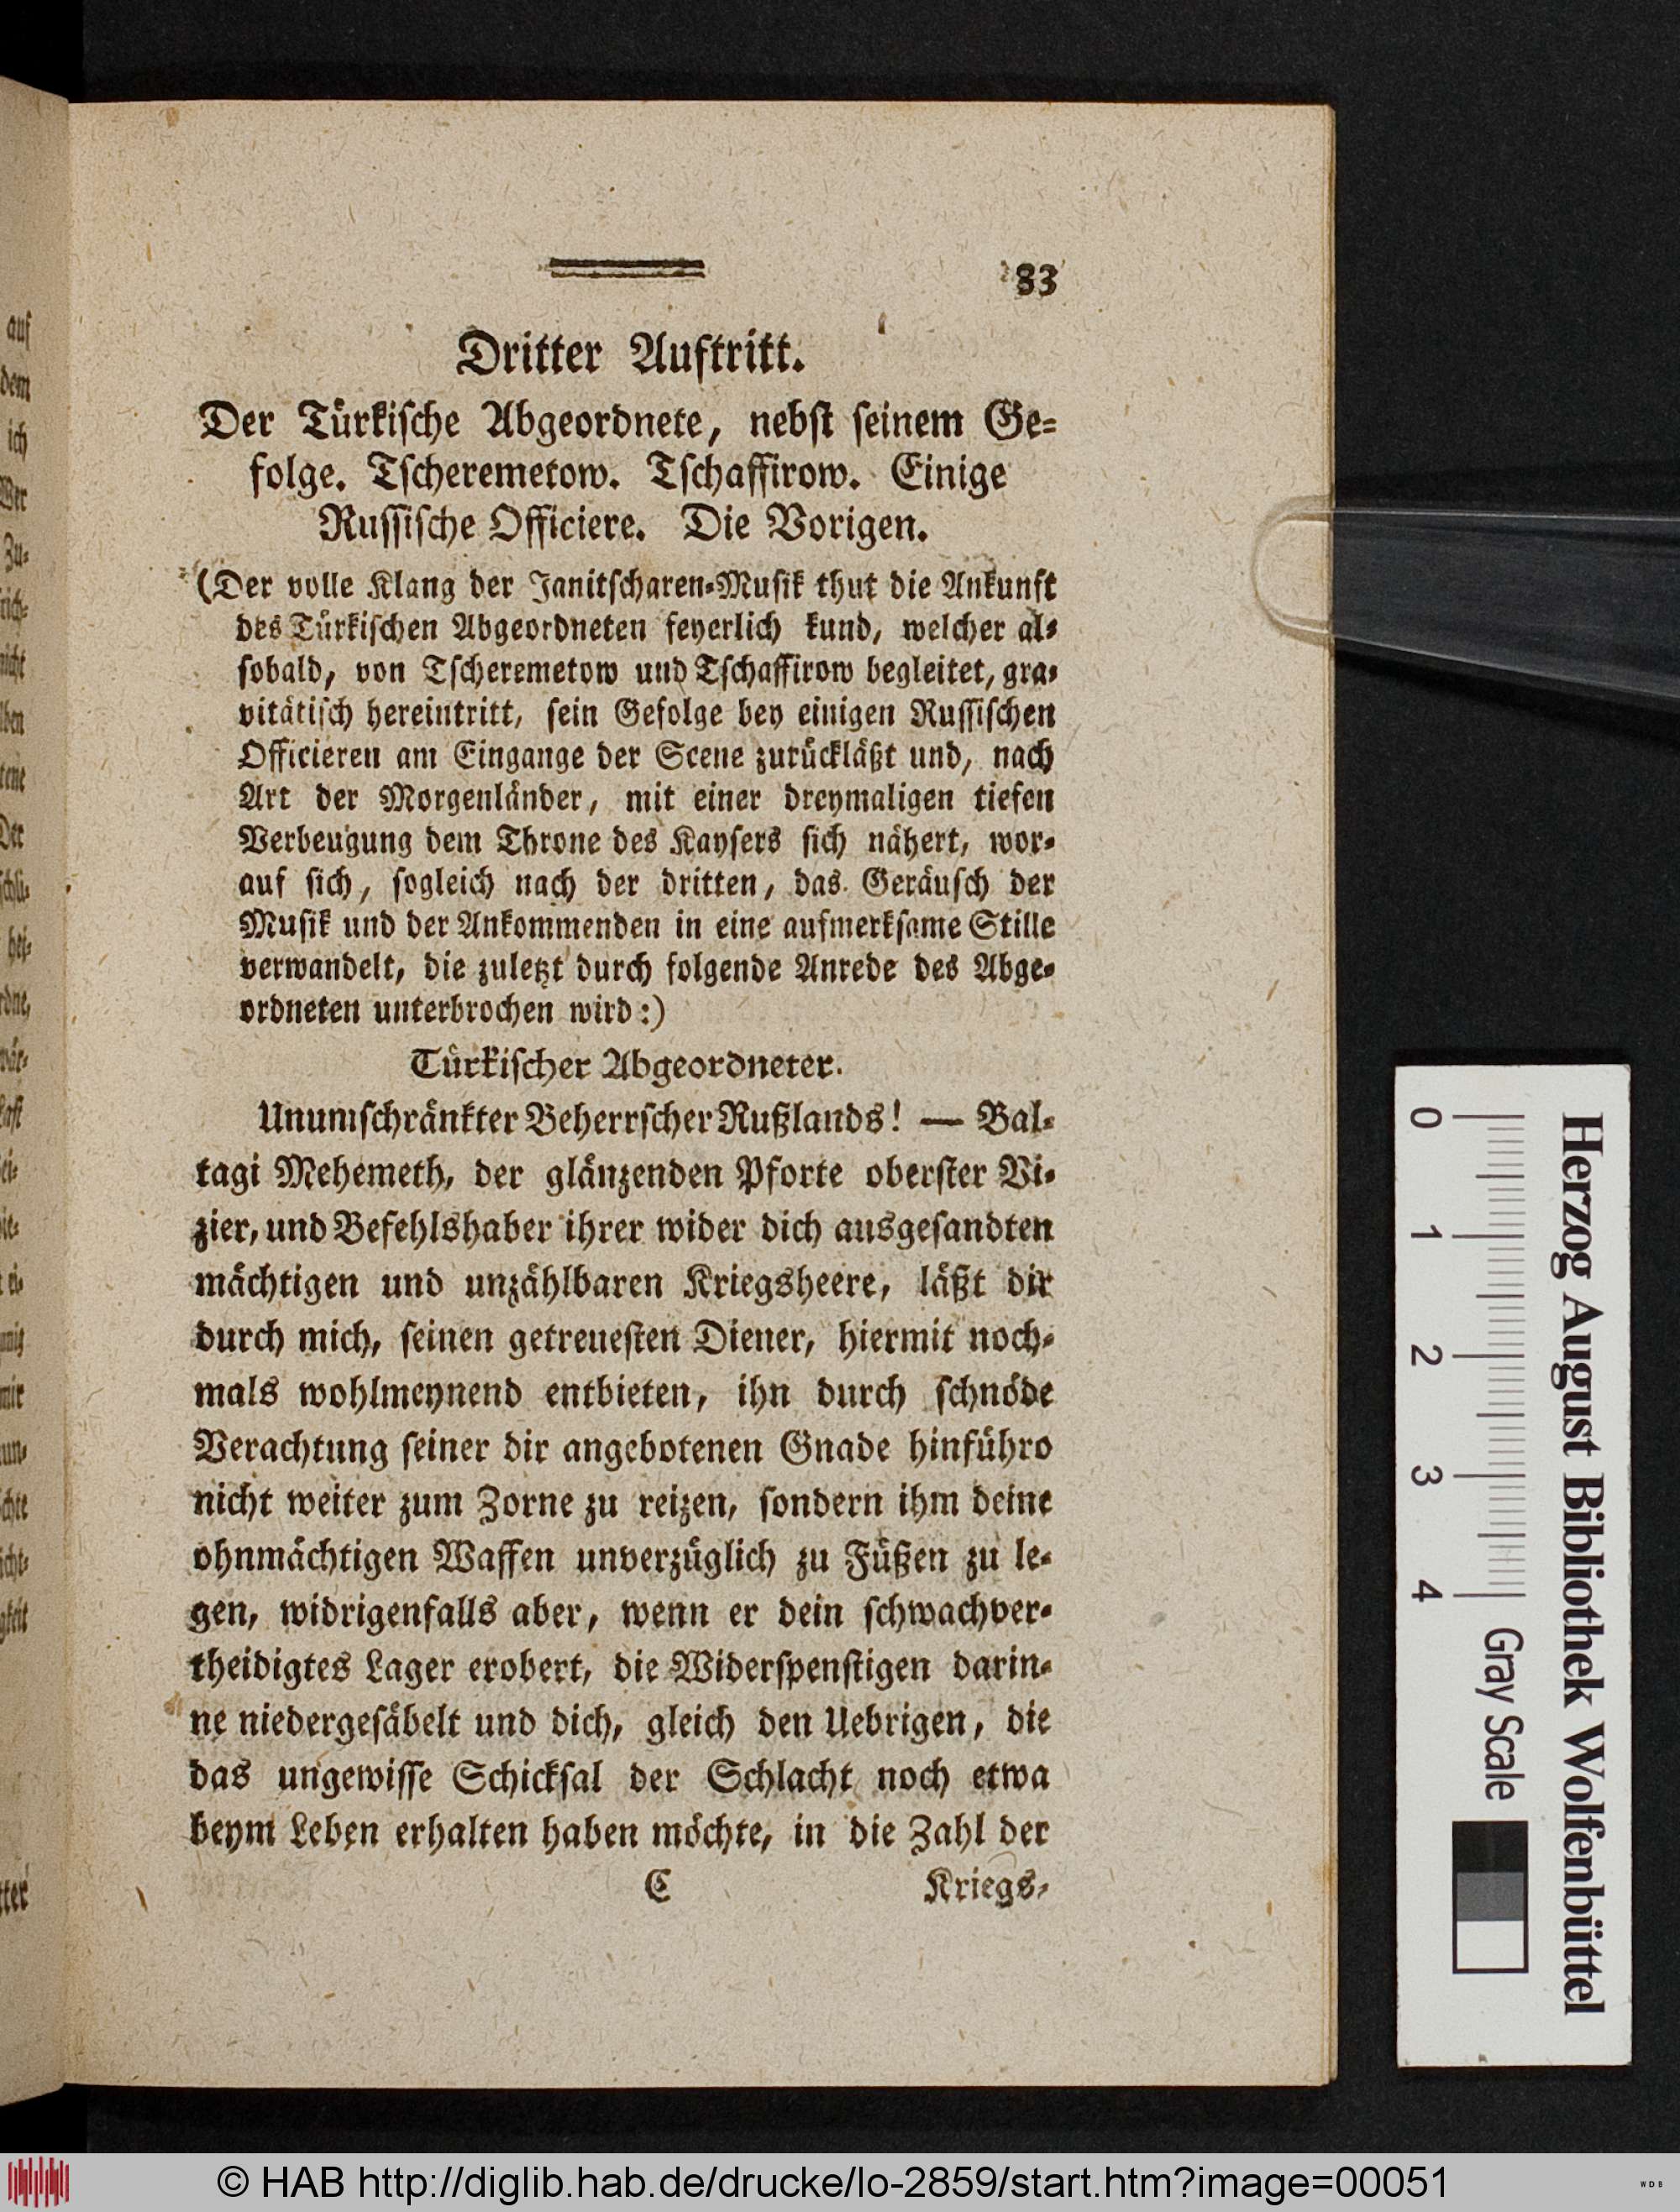 83
Dritter Auftritt.
Der Türkiſche Abgeordnete, nebſt ſeinem Ge-
folge. Tſcheremetow. Tſchaffirow. Einige
Ruſſiſche Officiere. Die Vorigen.
(Der volle Klang der Janitſcharen-Muſik thut die Ankunft
des Türkiſchen Abgeordneten feyerlich kund, welcher al-
ſobald, von Tſcheremetow und Tſchaffirow begleitet, gra-
vitätiſch hereintritt, ſein Gefolge bey einigen Ruſſiſchen
Officieren am Eingange der Scene zurückläßt und, nach
Art der Morgenländer, mit einer dreymaligen tiefen
Verbeugung dem Throne des Kayſers ſich nähert, wor-
auf ſich, ſogleich nach der dritten, das Geräuſch der
Muſik und der Ankommenden in eine aufmerkſame Stille
verwandelt, die zuletzt durch folgende Anrede des Abge-
ordneten unterbrochen wird:)
Türkiſcher Abgeordneter.
Unumſchränkter Beherrſcher Rußlands! — Bal-
tagi Mehemeth, der glänzenden Pforte oberſter Vi-
zier, und Befehlshaber ihrer wider dich ausgeſandten
mächtigen und unzählbaren Kriegsheere, läßt dir
durch mich, ſeinen getreueſten Diener, hiermit noch-
mals wohlmeynend entbieten, ihn durch ſchnöde
Verachtung ſeiner dir angebotenen Gnade hinführo
nicht weiter zum Zorne zu reizen, ſondern ihm deine
ohnmächtigen Waffen unverzüglich zu Füßen zu le-
gen, widrigenfalls aber, wenn er dein ſchwachver-
theidigtes Lager erobert, die Widerſpenſtigen darin-
ne niedergeſäbelt und dich, gleich den Uebrigen, die
das ungewiſſe Schickſal der Schlacht noch etwa
beym Leben erhalten haben möchte, in die Zahl der
C Kriegs-
auf
dem
ich
Zu-
nicht
tene
Der
hei-
mir
un-
Herzog August Bibliothek Wolfenbüttel
0 1 2 3 4 Gray Scale
© HAB http://diglib.hab.de/drucke/lo-2859/start.htm?image=00051
WDB